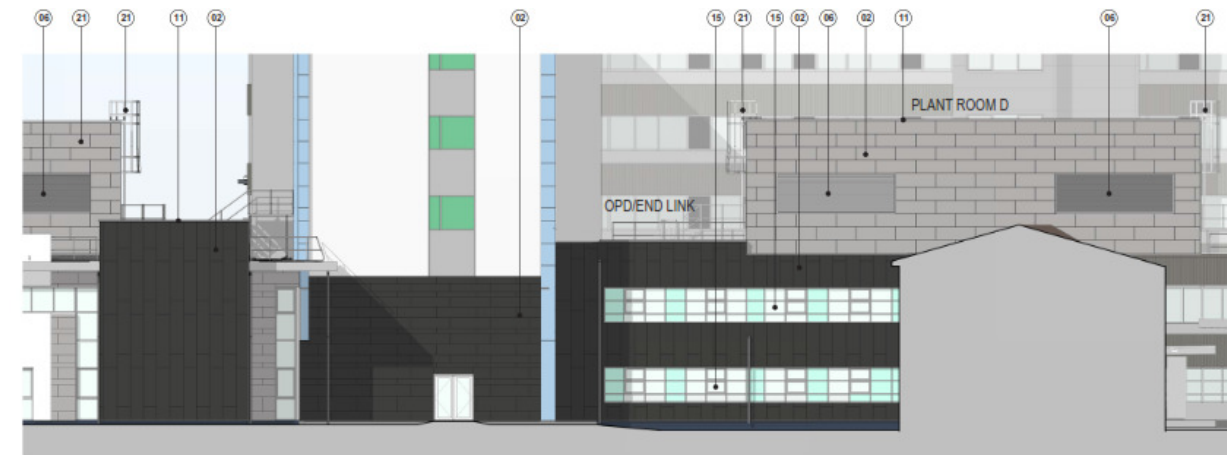 06 21 21 11 02 02 21 15 02 06 02 11 06 21
PLANT ROOM D
OPD/END LINK
15